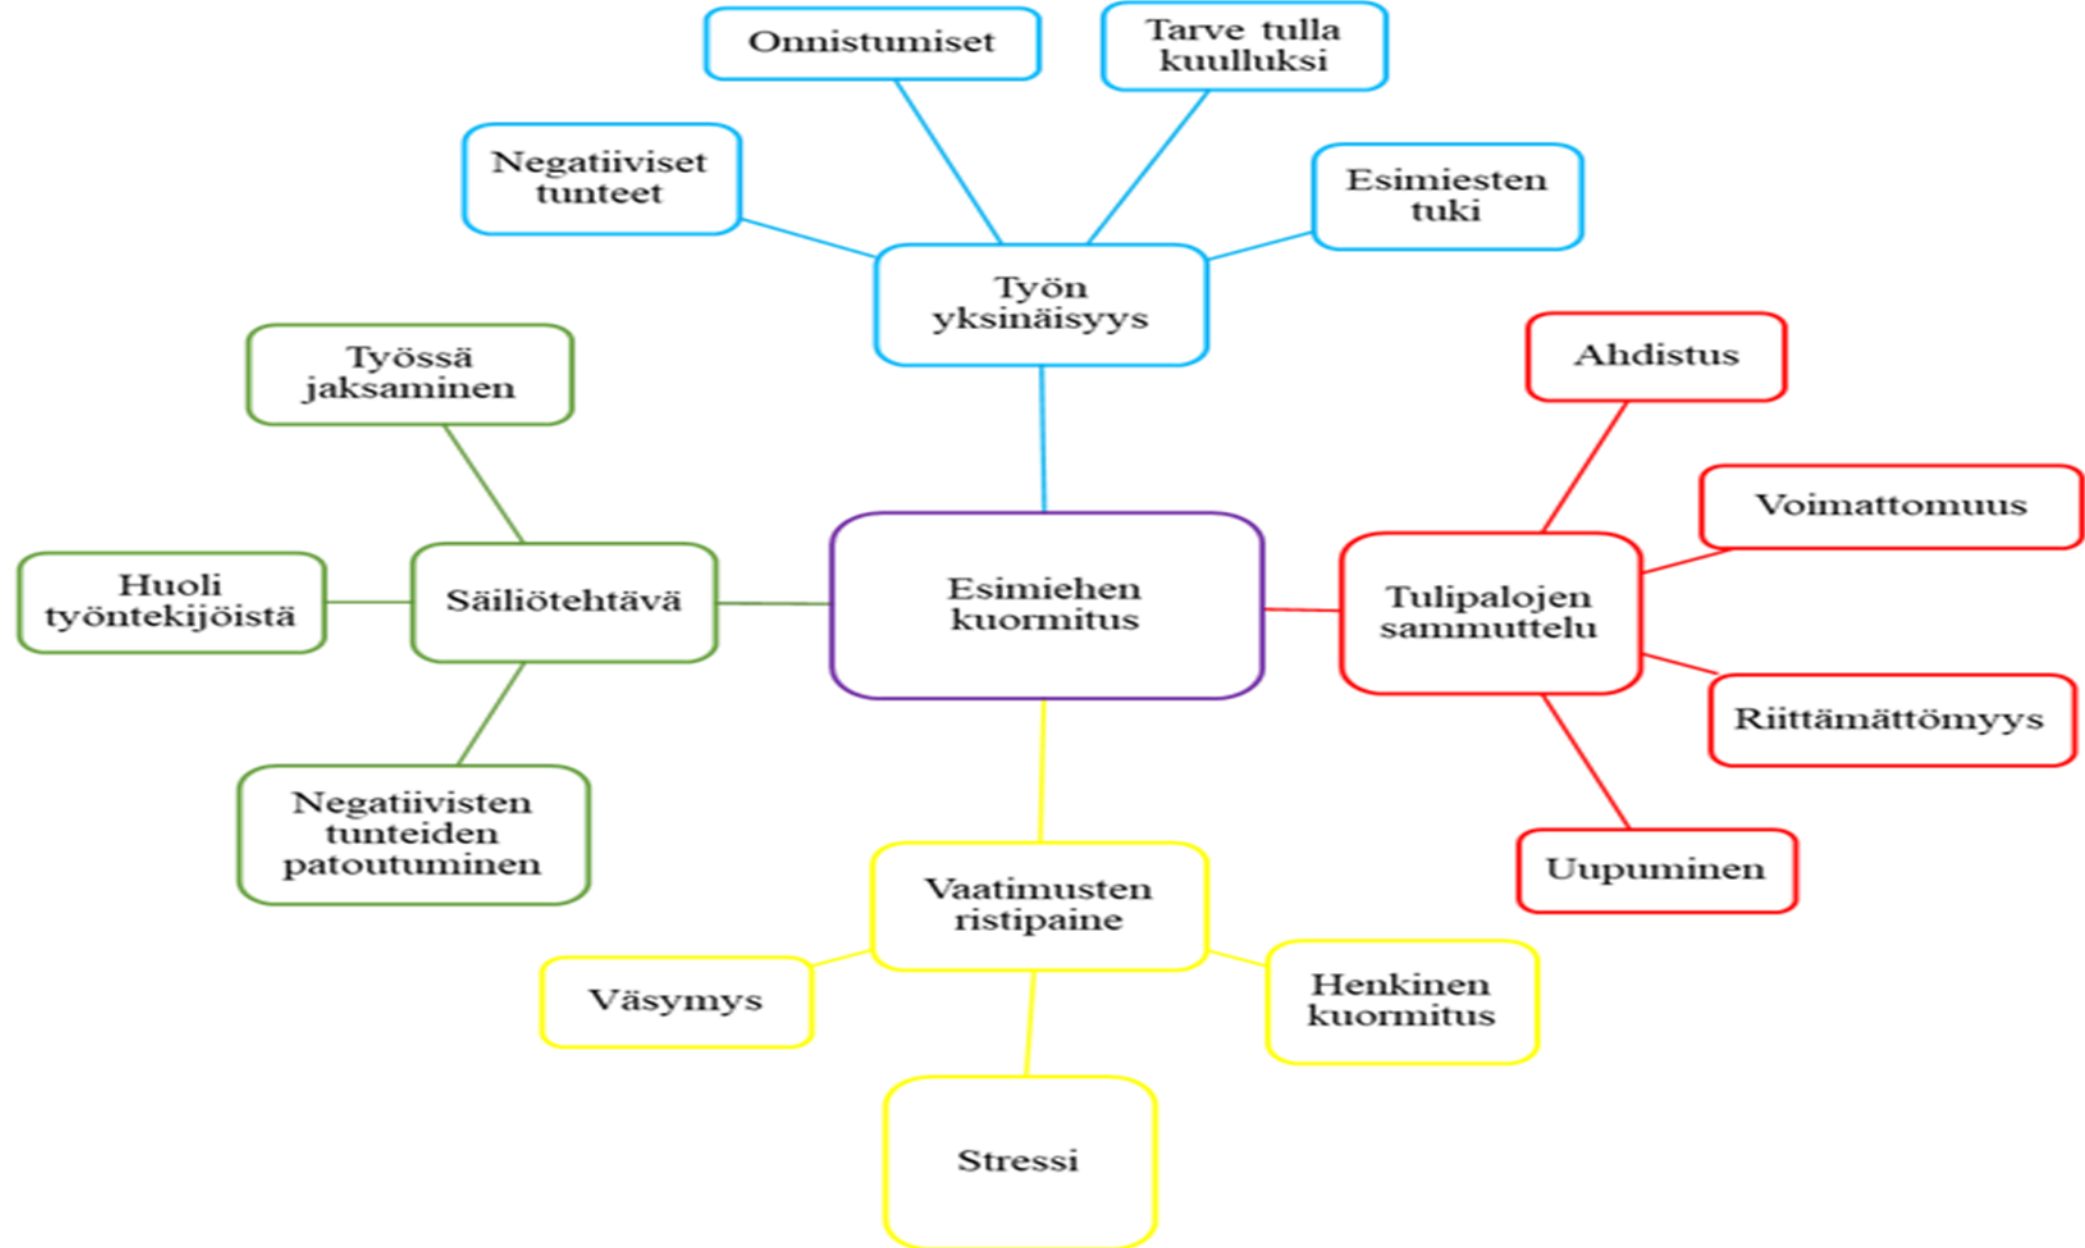 Onnistumiset
Tarve tulla
kuulluksi
Negatiiviset
tunteet
Esimiesten
tuki
Työn
yksinäisyys
Työssä
jaksaminen
Ahdistus
Voimattomuus
Huoli
työntekijöistä
Säiliötehtävä
Esimiehen
kuormitus
Tulipalojen
sammuttelu
Riittämättömyys
Negatiivisten
tunteiden
patoutuminen
Uupuminen
Vaatimusten
ristipaine
Väsymys
Henkinen
kuormitus
Stressi